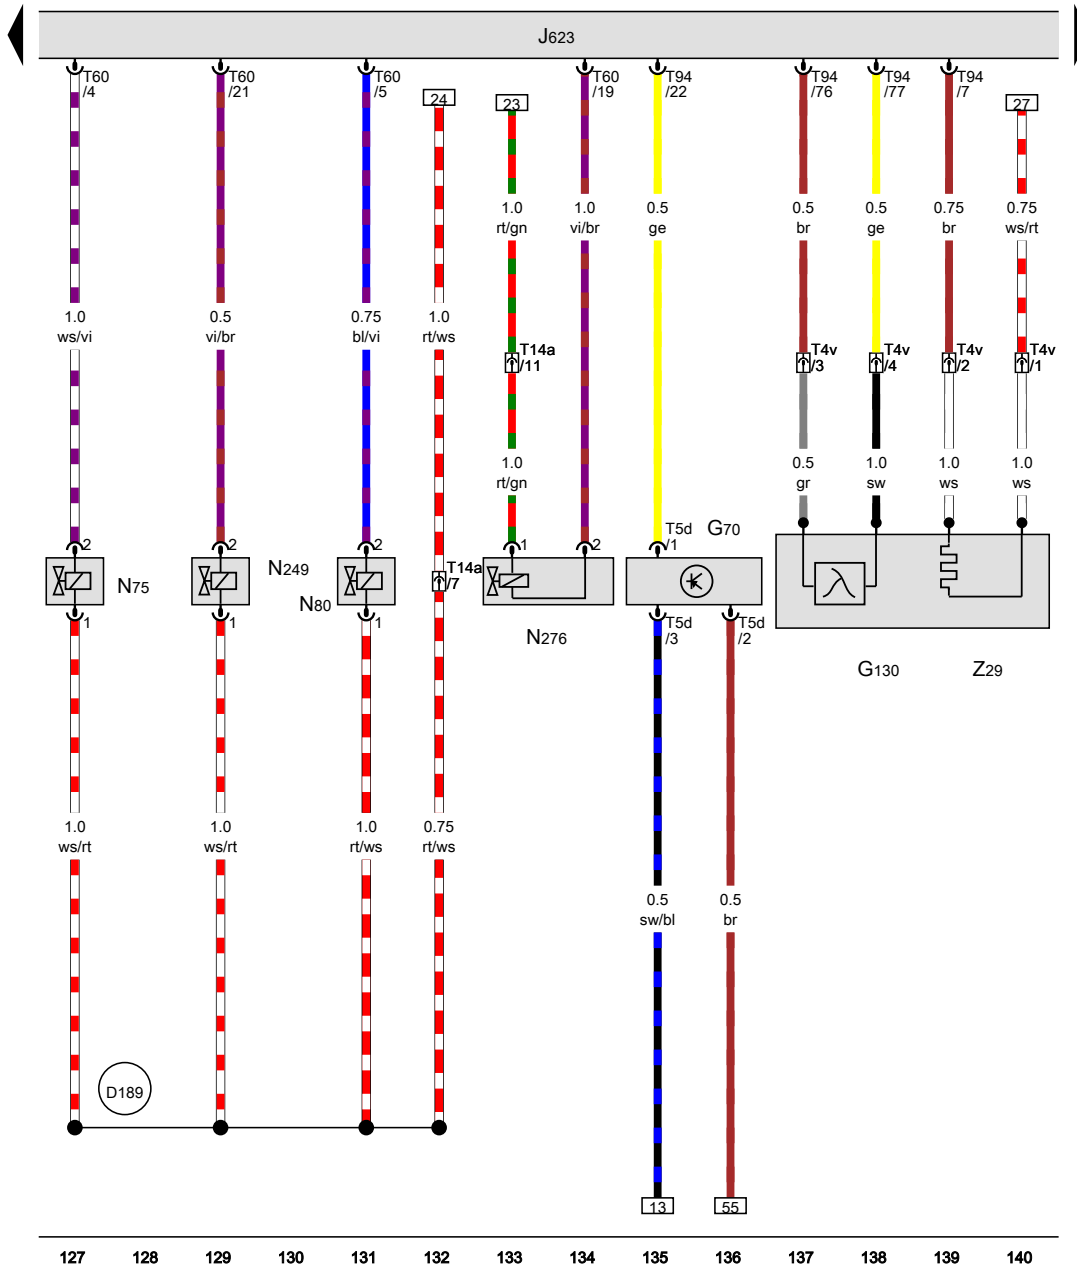 J623
T60 T60 T60 T60 T94 T94 T94 T94
/4 /21 /5 /19 /22 /76 /77 /7
24 23 27
1.0 1.0 0.5 0.5 0.5 0.75 0.75
rt/gn vi/br ge br ge br ws/rt
1.0 0.5 0.75 1.0
ws/vi vi/br bl/vi rt/ws
T14a T4v T4v T4v T4v
/11 /3 /4 /2 /1
1.0 0.5 1.0 1.0 1.0
rt/gn gr sw ws ws
T5d G70
2 2 2 1 2 /1
N75 N249 T14a
N80 /7
1 1 1 T5d T5d
/3 /2
N276
G130 Z29
1.0 1.0 1.0 0.75
ws/rt ws/rt rt/ws rt/ws
0.5 0.5
sw/bl br
D189
13 55
127 128 129 130 131 132 133 134 135 136 137 138 139 140